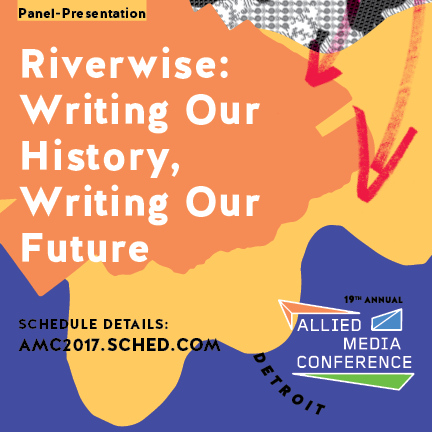 Panel-Presentation
Riverwise:
Writing Our
History,
Writing Our
Future
SCHEDULE DETAILS:
AMC2017.SCHED.COM
19TH ANNUAL
ALLIED
MEDIA
CONFERENCE
DETROIT